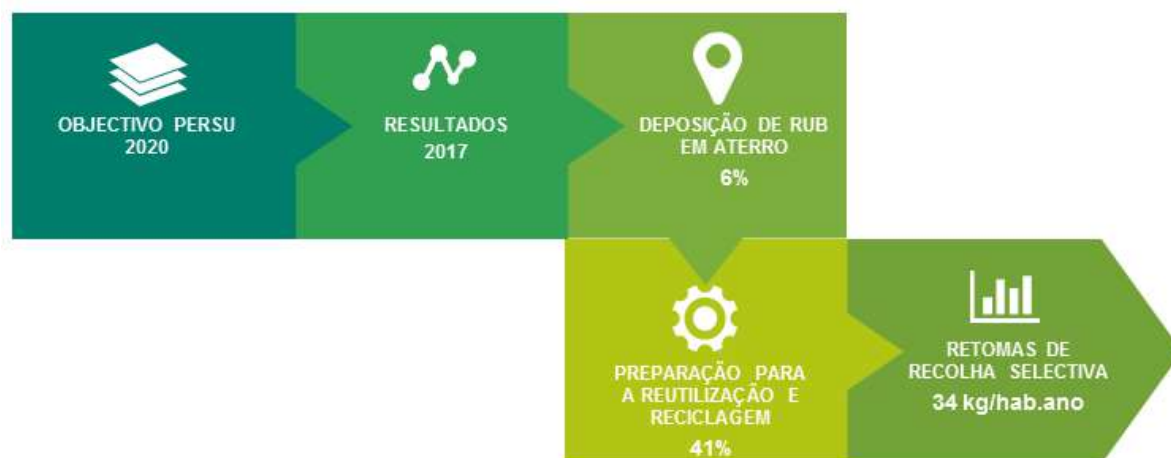 OBJECTIVO PERSU
2020
RESULTADOS
2017
DEPOSIÇÃO DE RUB
EM ATERRO
6%
PREPARAÇÃO PARA
A REUTILIZAÇÃO E
RECICLAGEM
41%
RETOMAS DE
RECOLHA SELECTIVA
34 kg/hab.ano